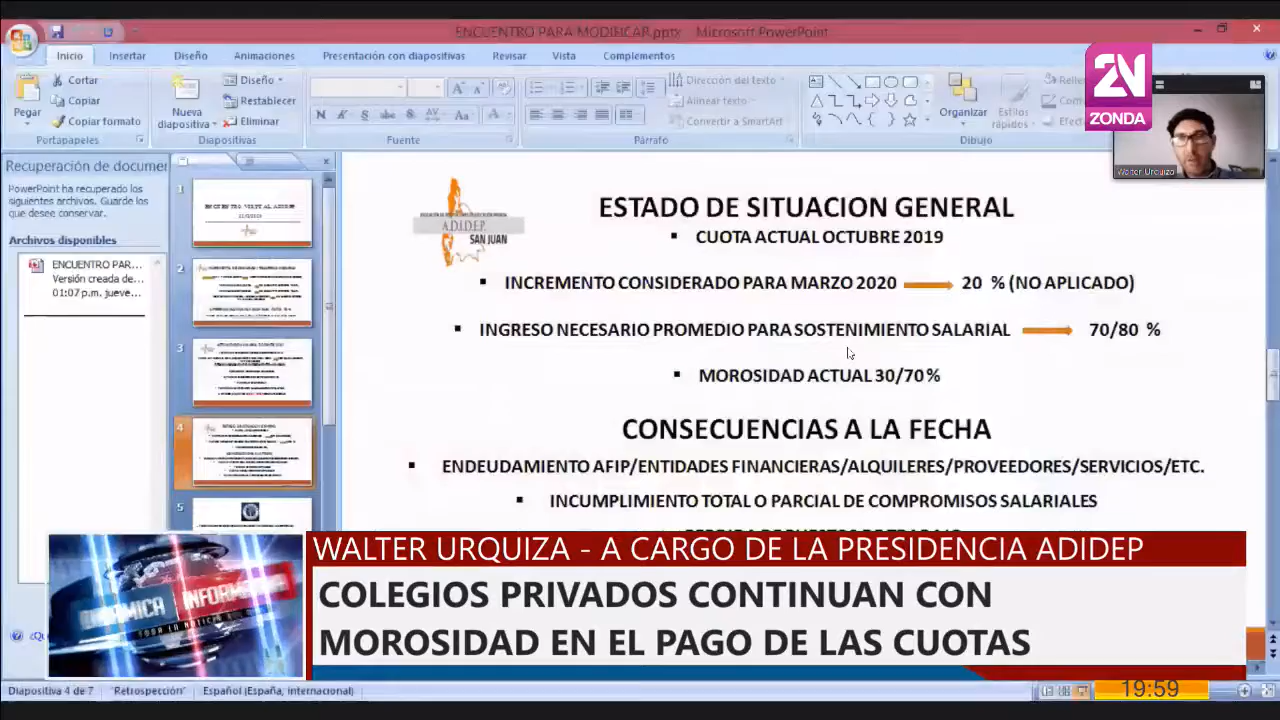 ENCUENTRO PARA MODIFICAR.pptx - Microsoft PowerPoint
Inicio Insertar Diseño Animaciones Presentación con diapositivas Revisar Vista Complementos
Pegar
Cortar
Copiar
Copiar formato
Portapapeles
Nueva diapositiva
Diseño
Restablecer
Eliminar
Diapositivas
Fuente
Dirección del texto
Alinear texto
Convertir a SmartArt
Párrafo
Organizar
Estilos rápidos
Dibujo
2N
ZONDA
Walter Urquiza
Recuperación de documen
PowerPoint ha recuperado los
siguientes archivos. Guarde los
que desee conservar.
Archivos disponibles
ENCUENTRO PAR...
Versión creada de...
01:07 p.m. jueve...
1
2
3
4
5
ADIDEP
SAN JUAN
ESTADO DE SITUACION GENERAL
▪ CUOTA ACTUAL OCTUBRE 2019
▪ INCREMENTO CONSIDERADO PARA MARZO 2020 20 % (NO APLICADO)
▪ INGRESO NECESARIO PROMEDIO PARA SOSTENIMIENTO SALARIAL 70/80 %
▪ MOROSIDAD ACTUAL 30/70%
CONSECUENCIAS A LA FECHA
▪ ENDEUDAMIENTO AFIP/ENTIDADES FINANCIERAS/ALQUILERES/PROVEEDORES/SERVICIOS/ETC.
▪ INCUMPLIMIENTO TOTAL O PARCIAL DE COMPROMISOS SALARIALES
WALTER URQUIZA - A CARGO DE LA PRESIDENCIA ADIDEP
COLEGIOS PRIVADOS CONTINUAN CON
MOROSIDAD EN EL PAGO DE LAS CUOTAS
Diapositiva 4 de 7 "Retrospección" Español (España, internacional)
19:59